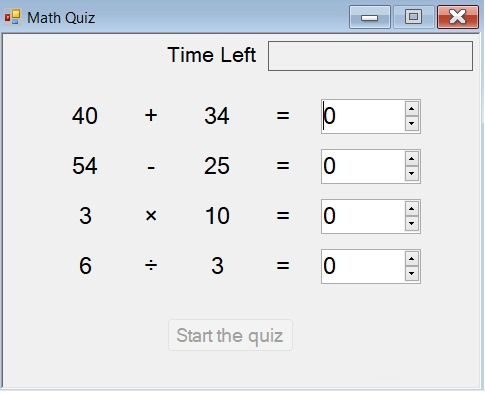 Math Quiz
Time Left
40 + 34 = 0
54 - 25 = 0
3 × 10 = 0
6 ÷ 3 = 0
Start the quiz